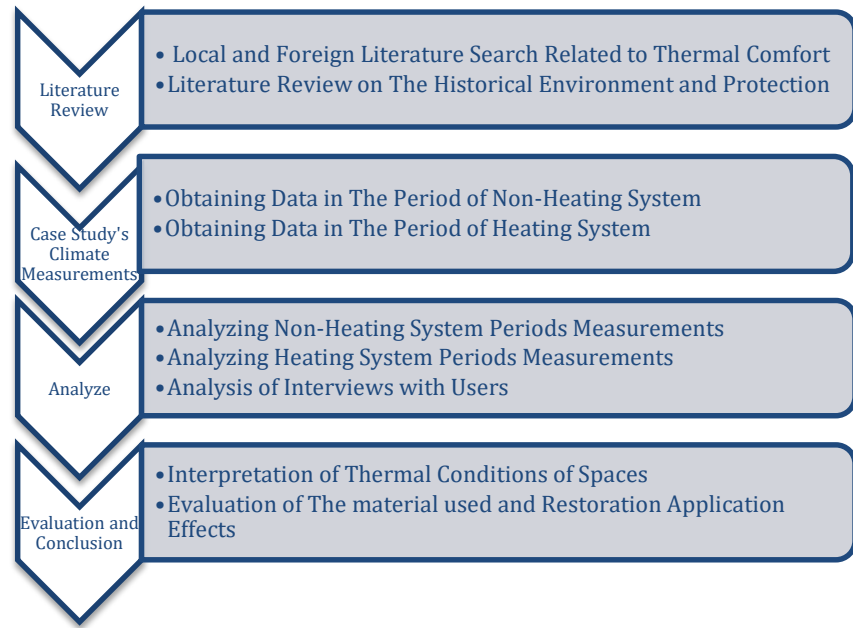 Literature
Review
• Local and Foreign Literature Search Related to Thermal Comfort
• Literature Review on The Historical Environment and Protection
Case Study's
Climate
Measurements
• Obtaining Data in The Period of Non-Heating System
• Obtaining Data in The Period of Heating System
Analyze
• Analyzing Non-Heating System Periods Measurements
• Analyzing Heating System Periods Measurements
• Analysis of Interviews with Users
Evaluation and
Conclusion
• Interpretation of Thermal Conditions of Spaces
• Evaluation of The material used and Restoration Application
Effects